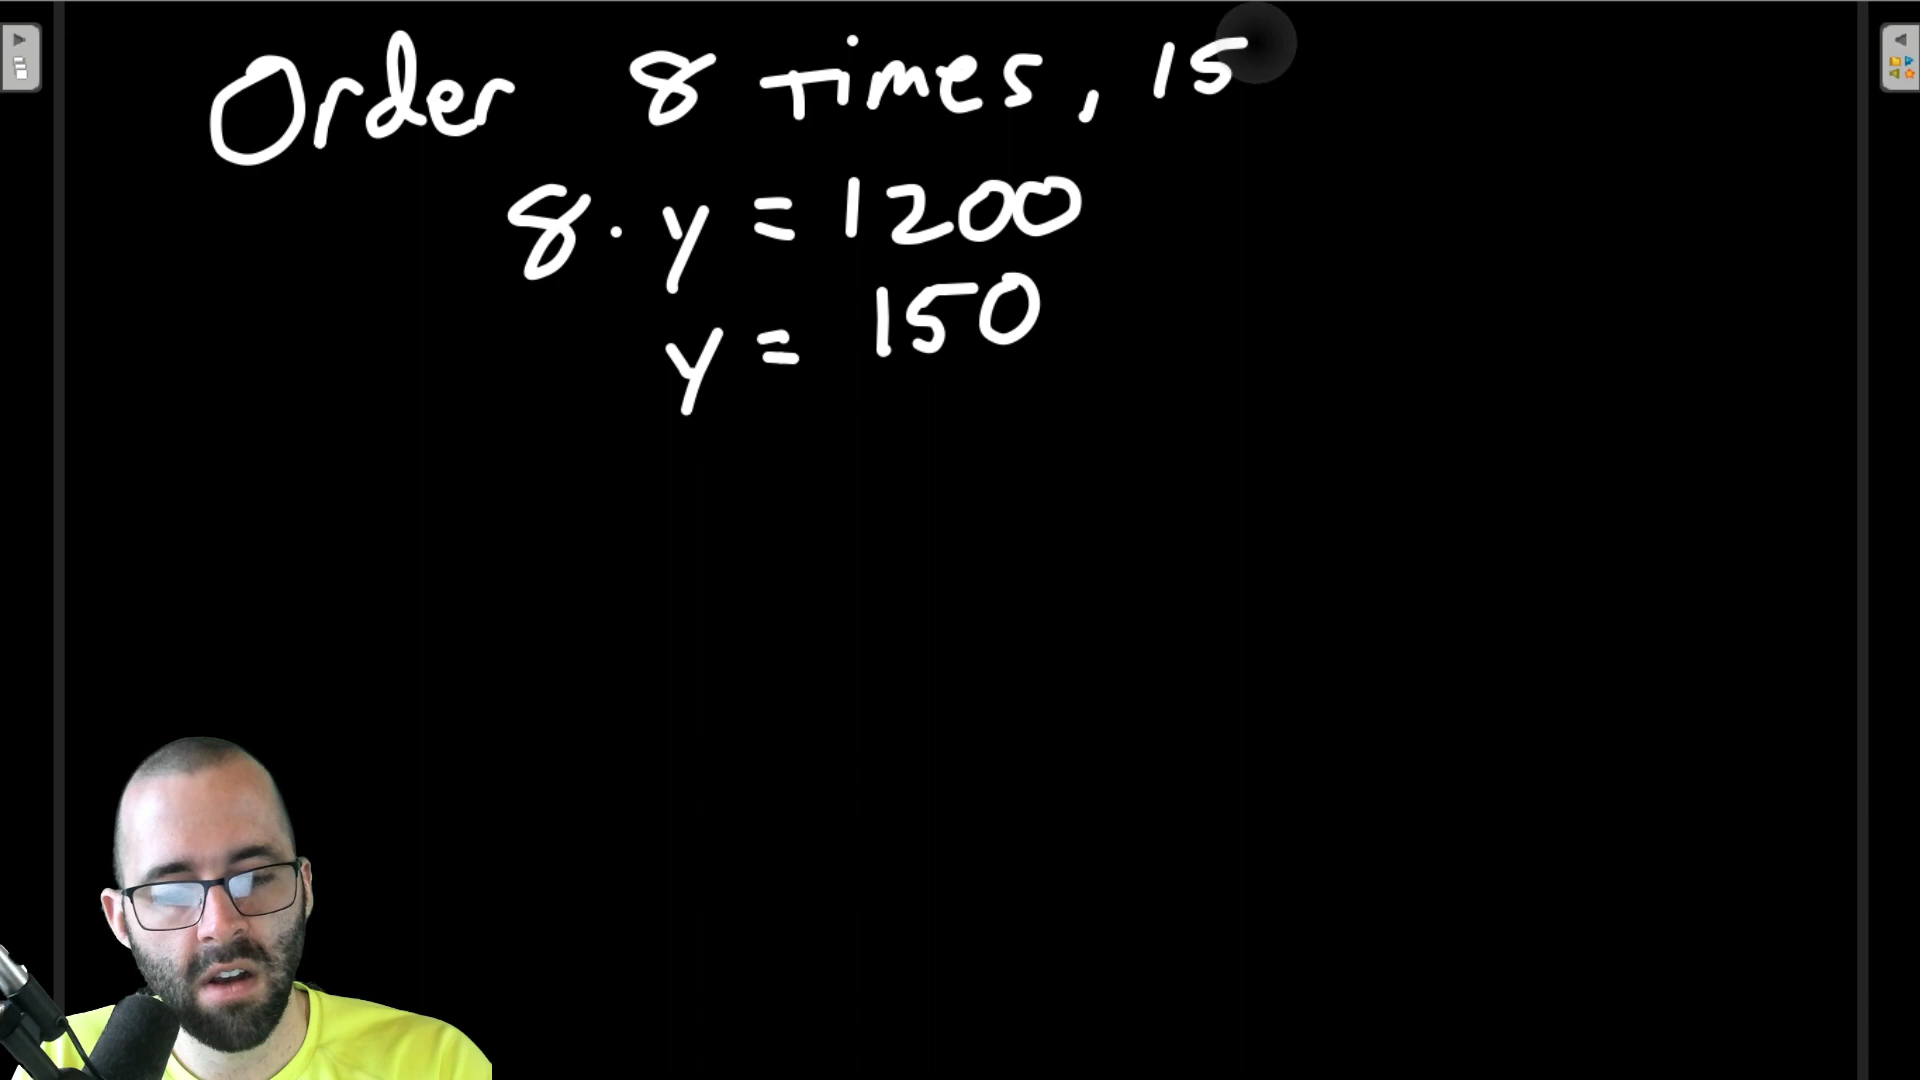 Order 8 times, 15
8 · y = 1200
y = 150